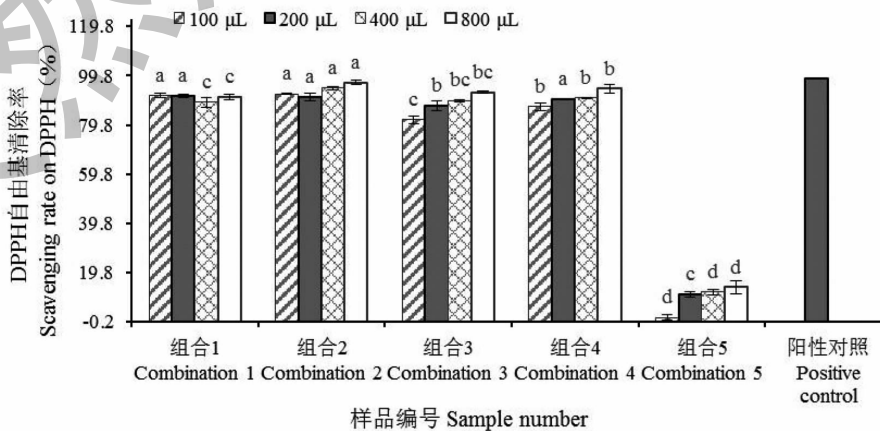 100 μL 200 μL 400 μL 800 μL
119.8
99.8
79.8
59.8
39.8
19.8
-0.2
DPPH自由基清除率
Scavenging rate on DPPH (%)
a a c c
a a a a
c b bc bc
b a b b
d c d d
组合1 组合2 组合3 组合4 组合5 阳性对照
Combination 1 Combination 2 Combination 3 Combination 4 Combination 5 Positive
control
样品编号 Sample number